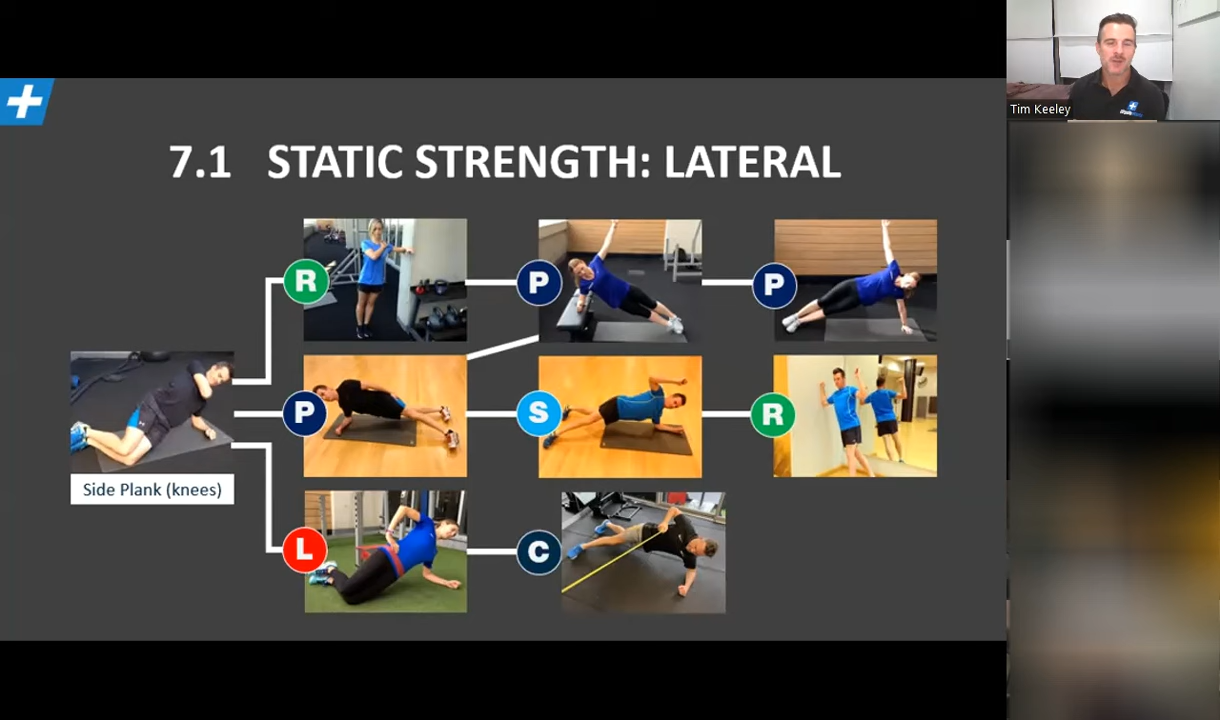 Tim Keeley
7.1 STATIC STRENGTH: LATERAL
R
P
P
P
S
R
Side Plank (knees)
L
C